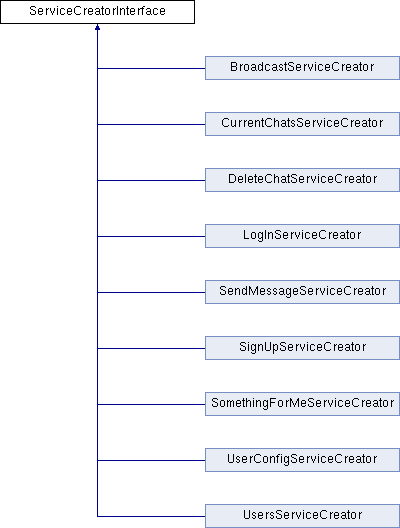 ServiceCreatorInterface
BroadcastServiceCreator
CurrentChatsServiceCreator
DeleteChatServiceCreator
LogInServiceCreator
SendMessageServiceCreator
SignUpServiceCreator
SomethingForMeServiceCreator
UserConfigServiceCreator
UsersServiceCreator